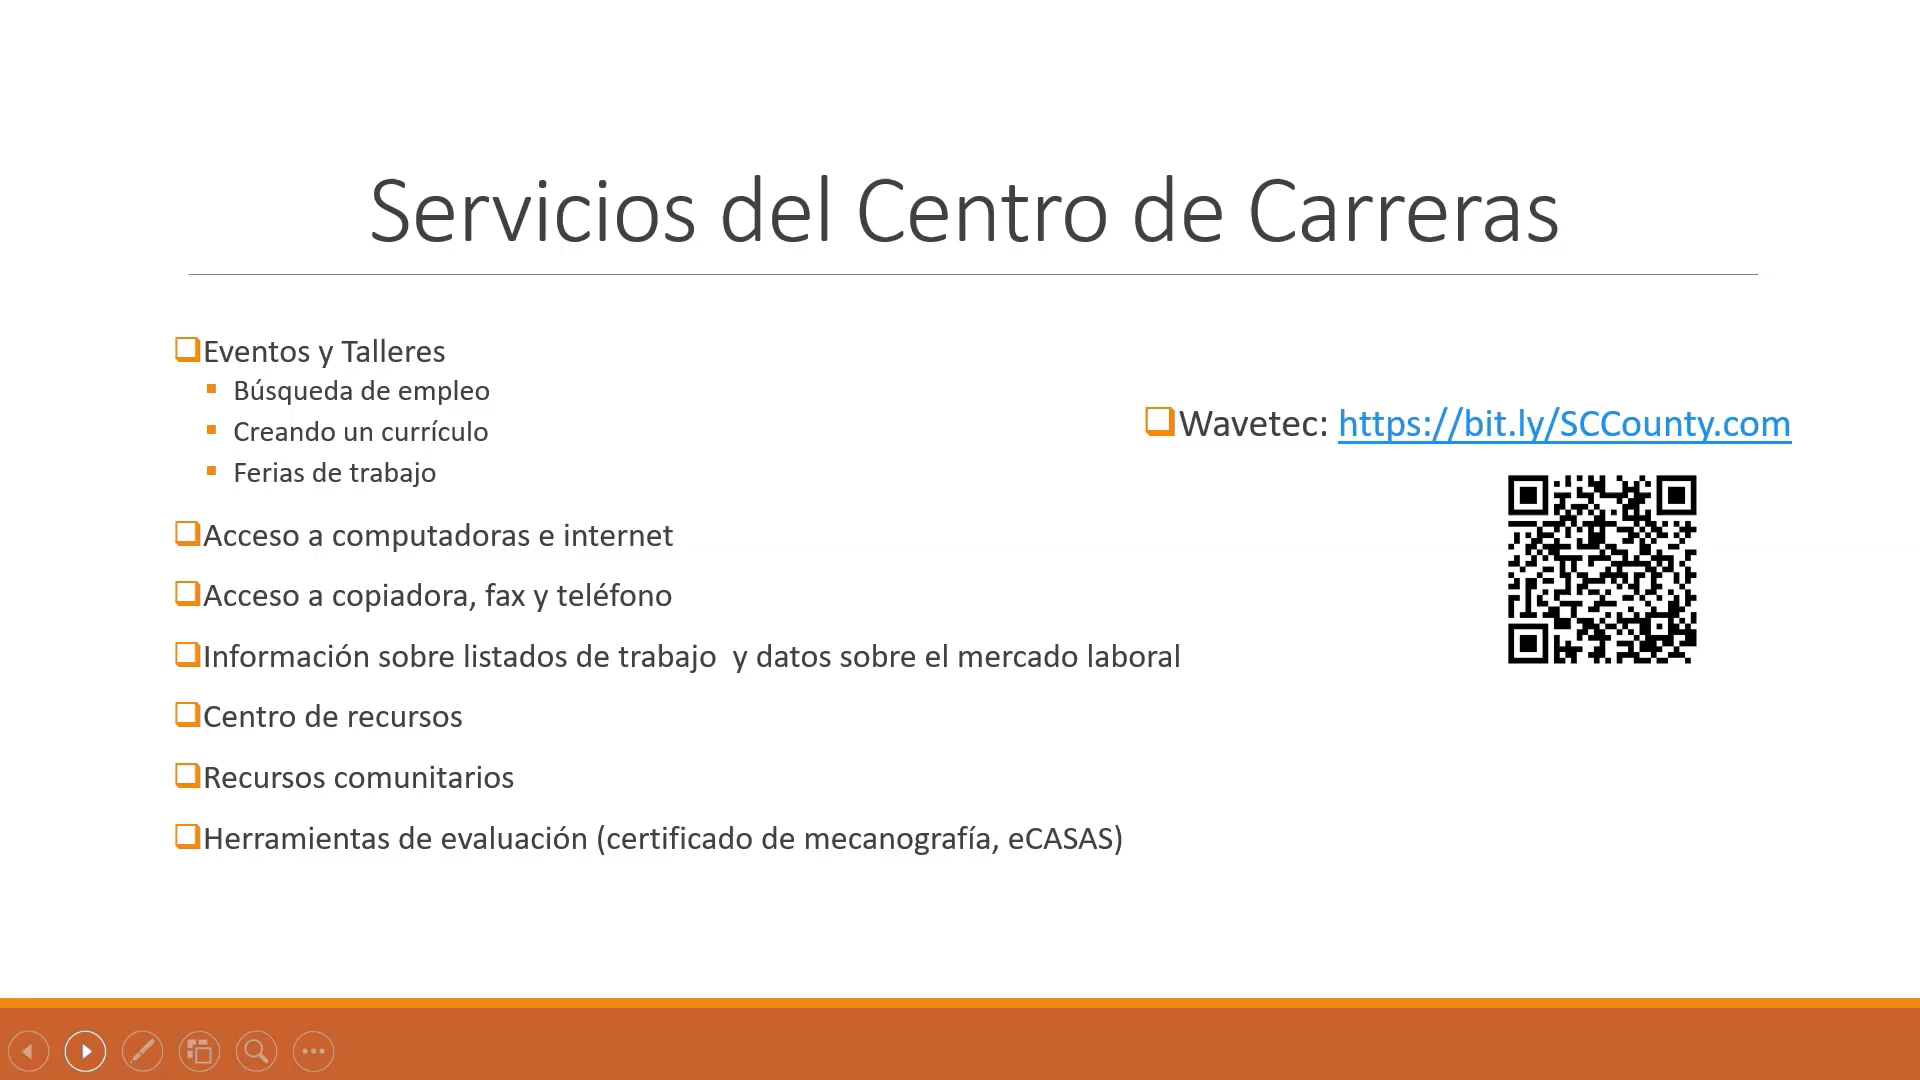 Servicios del Centro de Carreras
Eventos y Talleres
Búsqueda de empleo
Creando un currículo
Ferias de trabajo
Acceso a computadoras e internet
Acceso a copiadora, fax y teléfono
Información sobre listados de trabajo  y datos sobre el mercado laboral
Centro de recursos
Recursos comunitarios
Herramientas de evaluación (certificado de mecanografía, eCASAS)
Wavetec: https://bit.ly/SCCounty.com